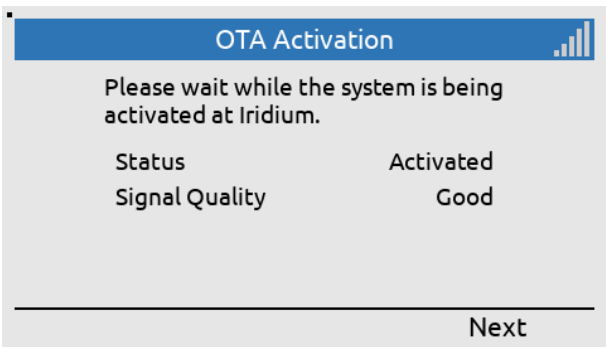 OTA Activation
Please wait while the system is being
activated at Iridium.
Status Activated
Signal Quality Good
Next